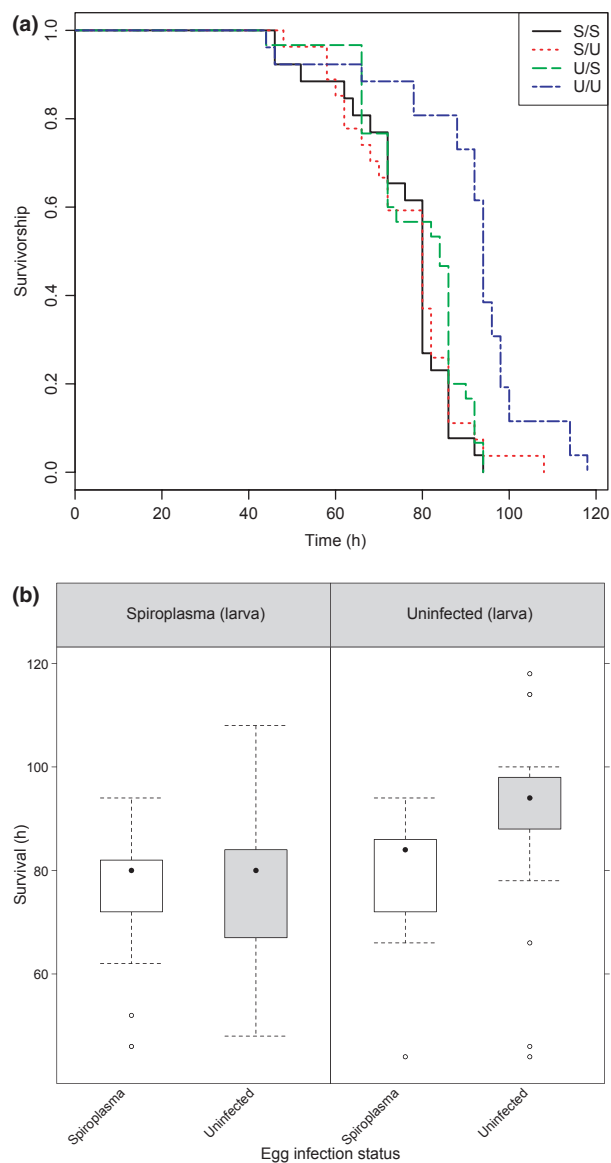 (a)
S/S
S/U
U/S
U/U
1.0
0.8
0.6
0.4
0.2
0.0
Survivorship
0 20 40 60 80 100 120
Time (h)
(b)
Spiroplasma (larva) Uninfected (larva)
120
100
80
60
Survival (h)
Spiroplasma Uninfected Spiroplasma Uninfected
Egg infection status